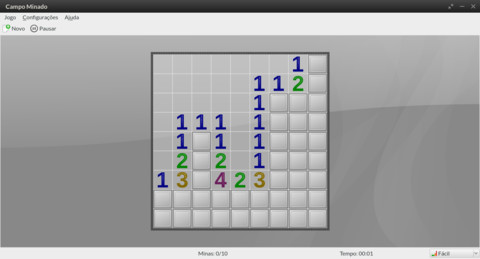 Campo Minado
Jogo Configurações Ajuda
Novo Pausar
1
1 1 2
1
1 1 1 1
1 1 1
2 2 1
1 3 4 2 3
Minas: 0/10 Tempo: 00:01 Fácil